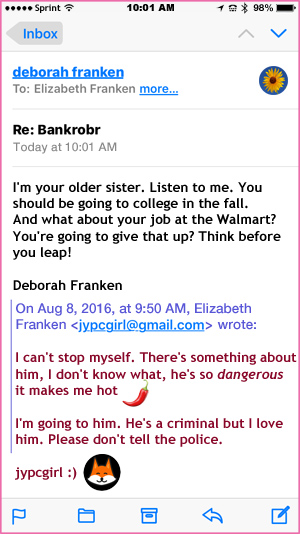 Sprint 10:01 AM 98%
Inbox
deborah franken
To: Elizabeth Franken more...
Re: Bankrobr
Today at 10:01 AM
I'm your older sister. Listen to me. You
should be going to college in the fall.
And what about your job at the Walmart?
You're going to give that up? Think before
you leap!
Deborah Franken
On Aug 8, 2016, at 9:50 AM, Elizabeth
Franken <jypcgirl@gmail.com> wrote:
I can't stop myself. There's something about
him, I don't know what, he's so dangerous
it makes me hot
I'm going to him. He's a criminal but I love
him. Please don't tell the police.
jypcgirl :)